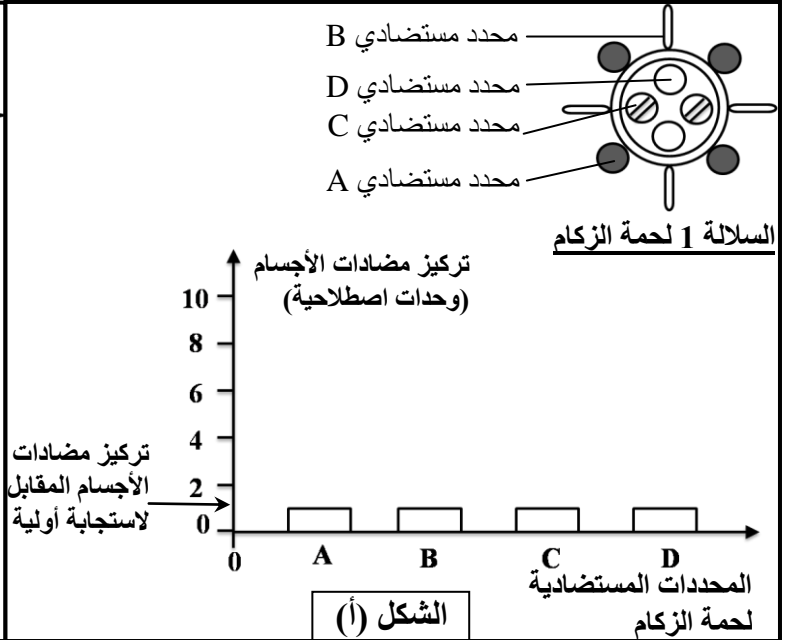 محدد مستضادي B
محدد مستضادي D
محدد مستضادي C
محدد مستضادي A
السلالة 1 لحمة الزكام
تركيز مضادات الأجسام
(وحدات اصطلاحية)
10
8
6
4
2
0
تركيز مضادات
الأجسام المقابل
لاستجابة أولية
0 A B C D
المحددات المستضادية
لحمة الزكام
الشكل (أ)